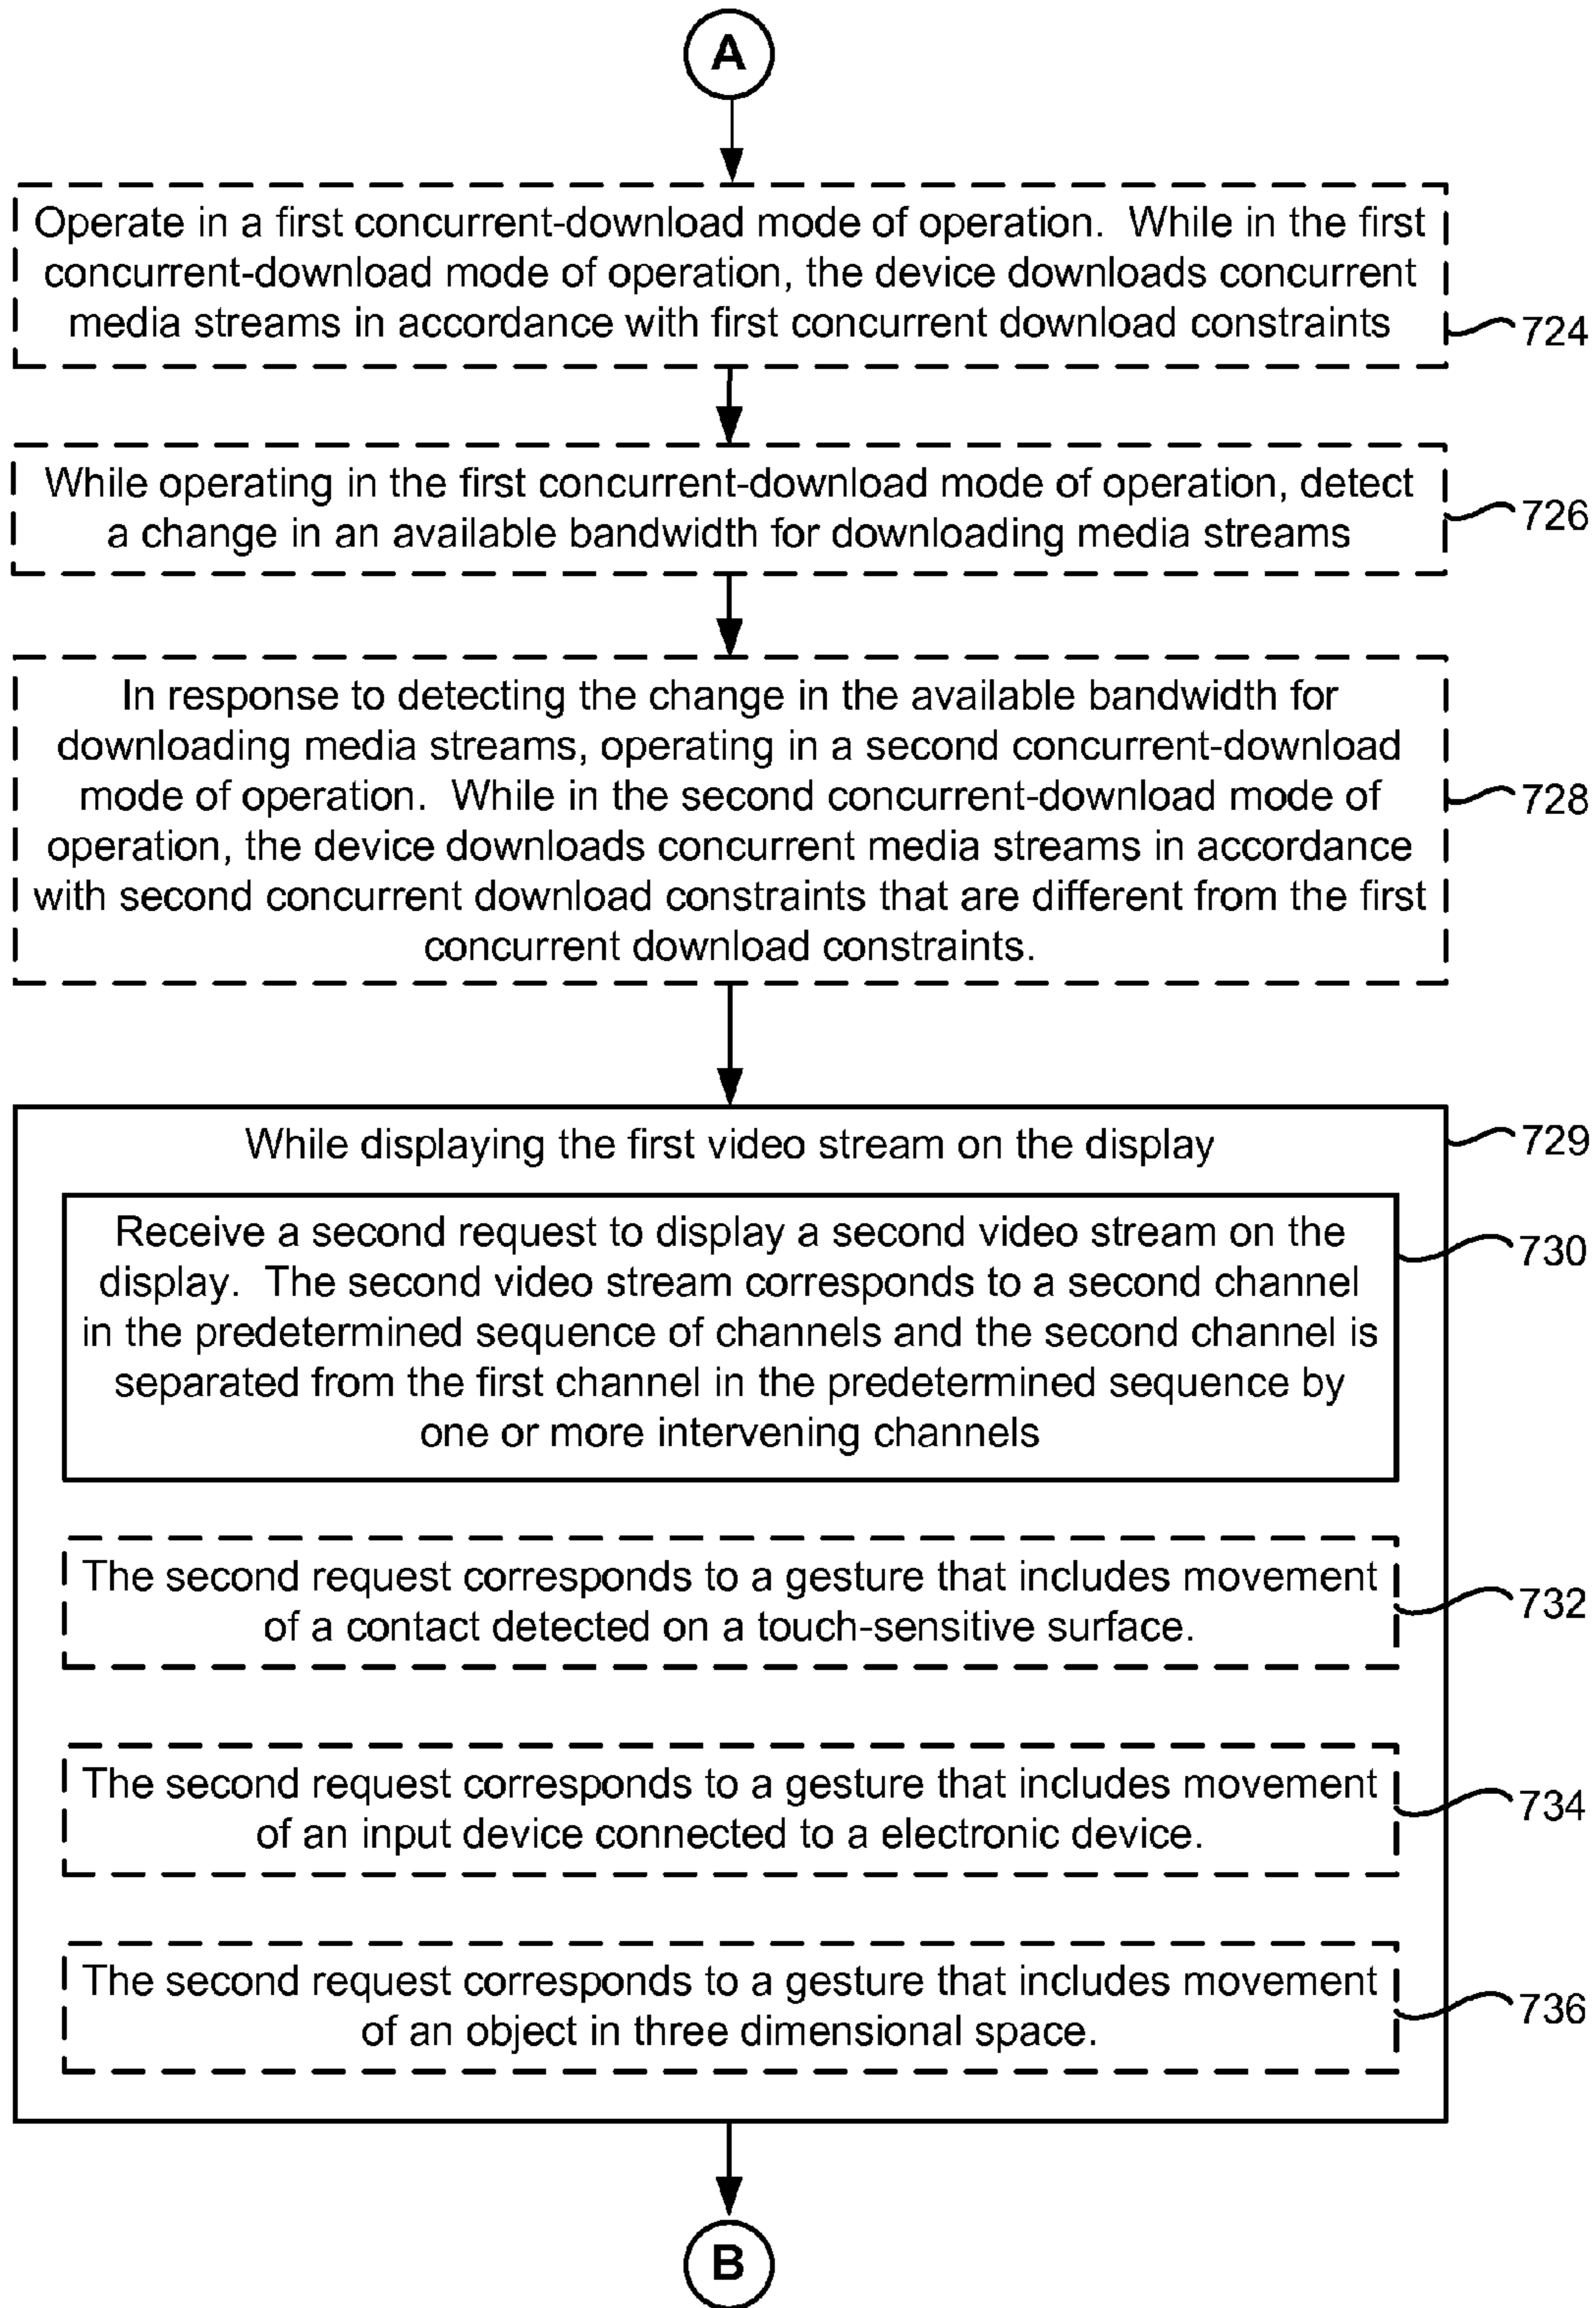 A
Operate in a first concurrent-download mode of operation.  While in the first
concurrent-download mode of operation, the device downloads concurrent
media streams in accordance with first concurrent download constraints
724
While operating in the first concurrent-download mode of operation, detect
a change in an available bandwidth for downloading media streams
726
In response to detecting the change in the available bandwidth for
downloading media streams, operating in a second concurrent-download
mode of operation.  While in the second concurrent-download mode of
operation, the device downloads concurrent media streams in accordance
with second concurrent download constraints that are different from the first
concurrent download constraints.
728
While displaying the first video stream on the display
729
Receive a second request to display a second video stream on the
display.  The second video stream corresponds to a second channel
in the predetermined sequence of channels and the second channel is
separated from the first channel in the predetermined sequence by
one or more intervening channels
730
The second request corresponds to a gesture that includes movement
of a contact detected on a touch-sensitive surface.
732
The second request corresponds to a gesture that includes movement
of an input device connected to a electronic device.
734
The second request corresponds to a gesture that includes movement
of an object in three dimensional space.
736
B